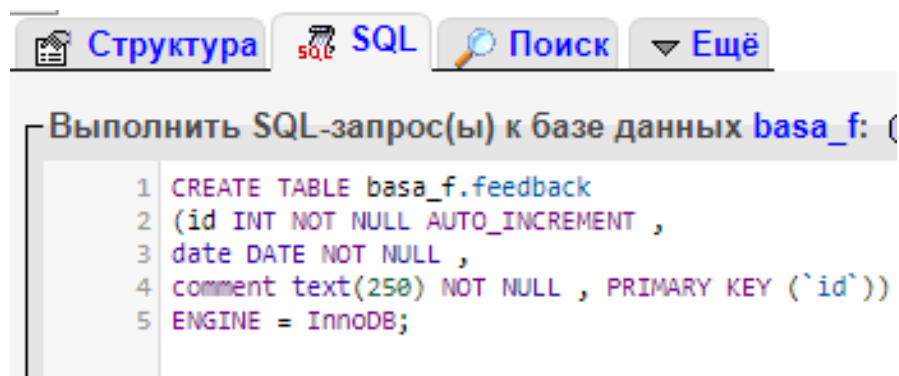 Структура SQL Поиск Ещё
Выполнить SQL-запрос(ы) к базе данных basa_f:
1 CREATE TABLE basa_f.feedback
2 (id INT NOT NULL AUTO_INCREMENT ,
3 date DATE NOT NULL ,
4 comment text(250) NOT NULL , PRIMARY KEY (`id`))
5 ENGINE = InnoDB;